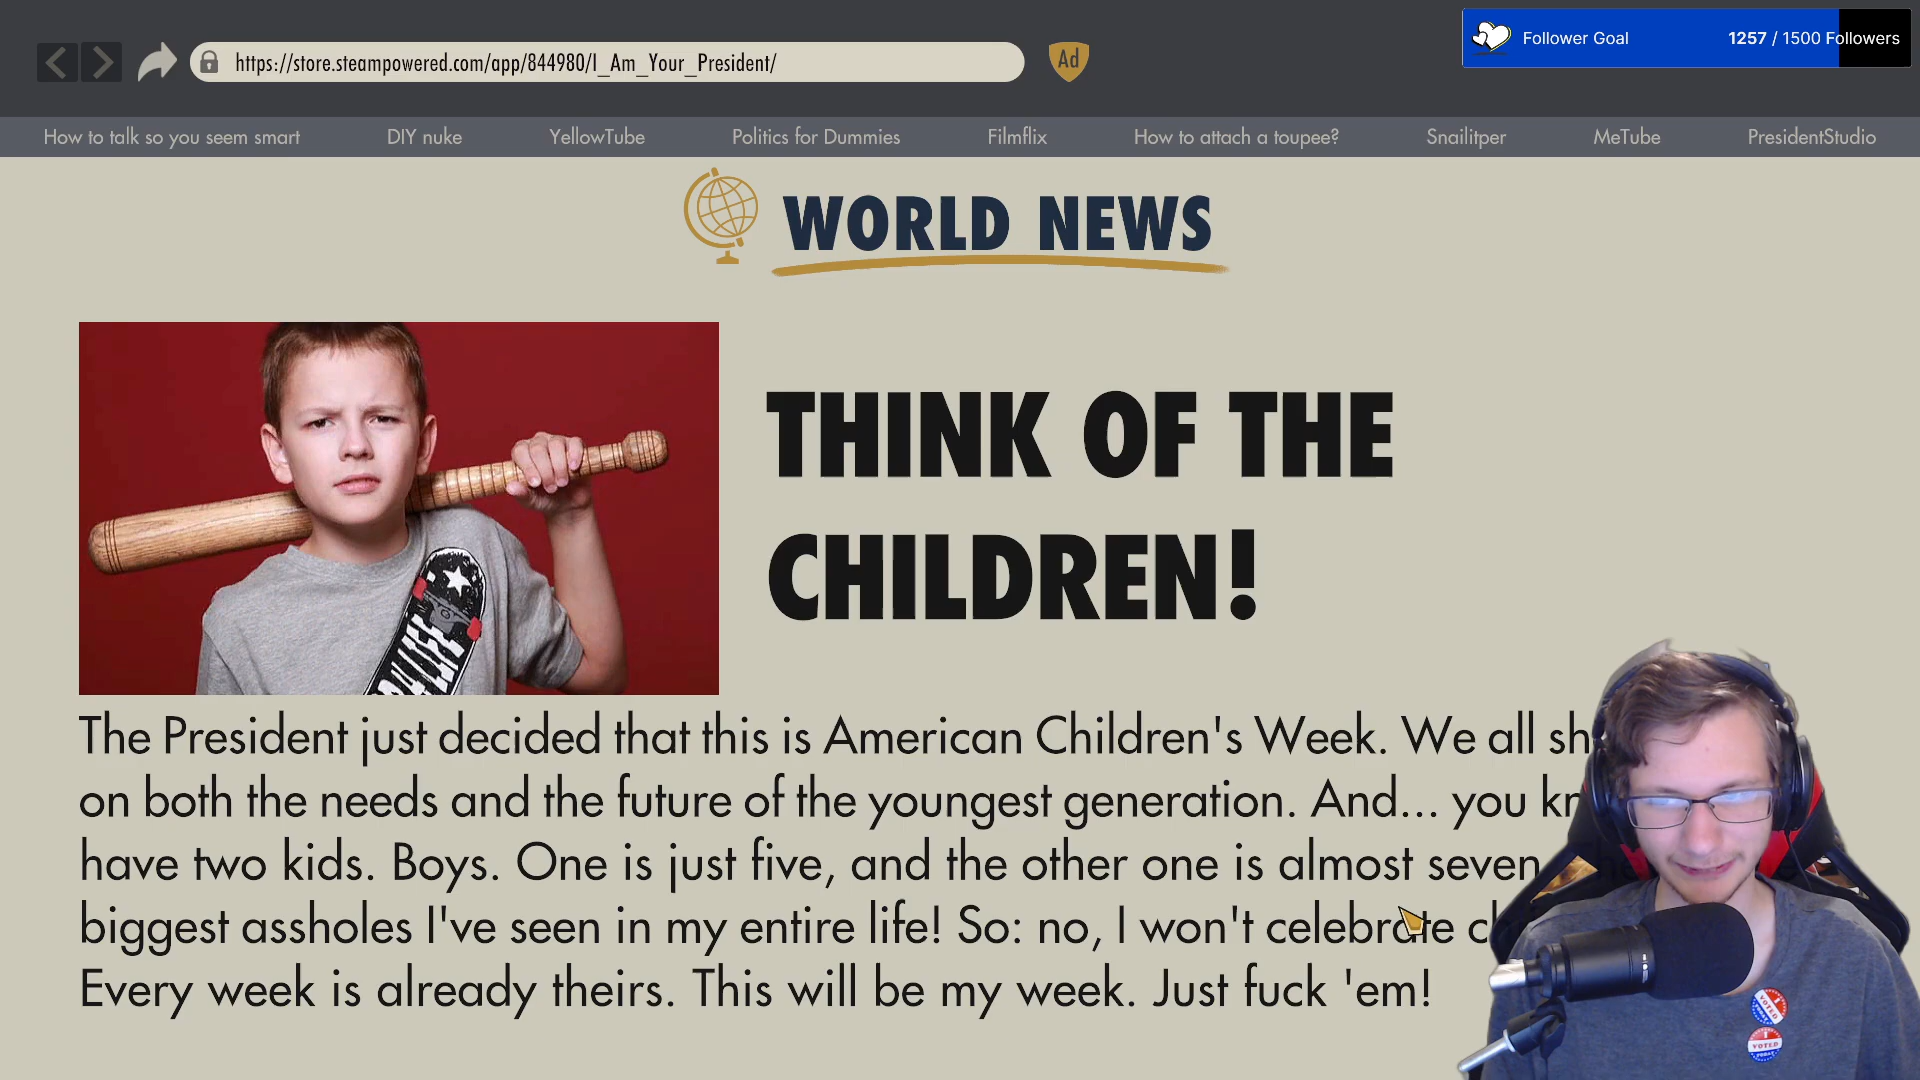 Follower Goal 1257 / 1500 Followers
https://store.steampowered.com/app/844980/I_Am_Your_President/ Ad
How to talk so you seem smart DIY nuke YellowTube Politics for Dummies Filmflix How to attach a toupee? Snailitper MeTube PresidentStudio
WORLD NEWS
THINK OF THE
CHILDREN!
The President just decided that this is American Children's Week. We all
on both the needs and the future of the youngest generation. And... you
have two kids. Boys. One is just five, and the other one is almost seven
biggest assholes I've seen in my entire life! So: no, I won't celebrate
Every week is already theirs. This will be my week. Just fuck 'em!
I VOTED
I VOTED